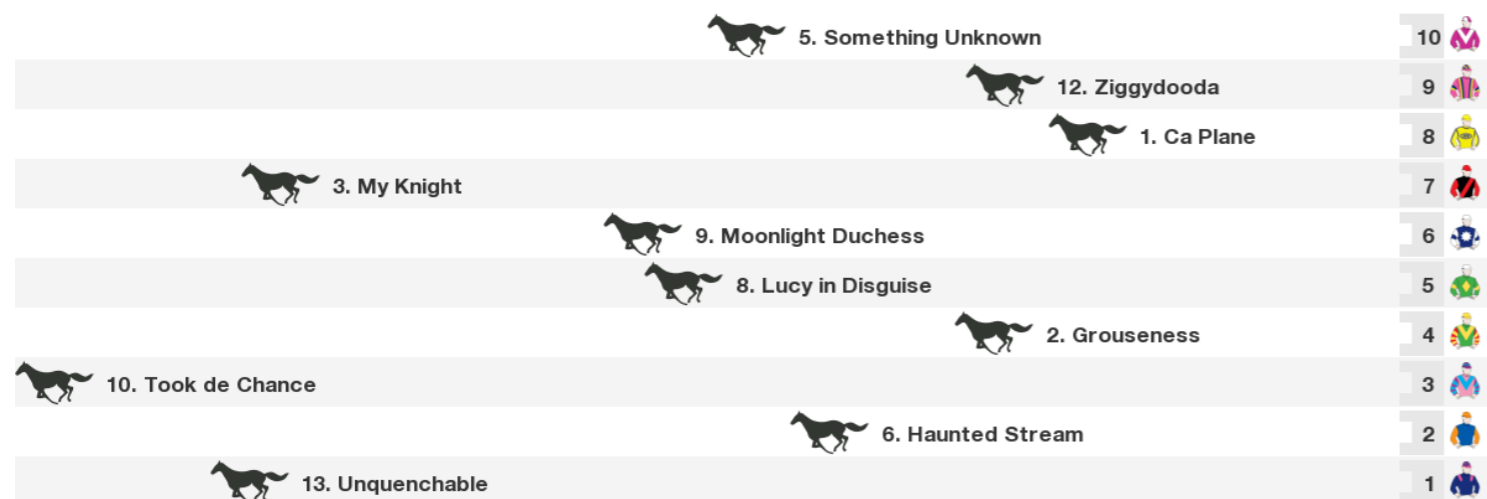 5. Something Unknown 10
12. Ziggydooda 9
1. Ca Plane 8
3. My Knight 7
9. Moonlight Duchess 6
8. Lucy in Disguise 5
2. Grouseness 4
10. Took de Chance 3
6. Haunted Stream 2
13. Unquenchable 1